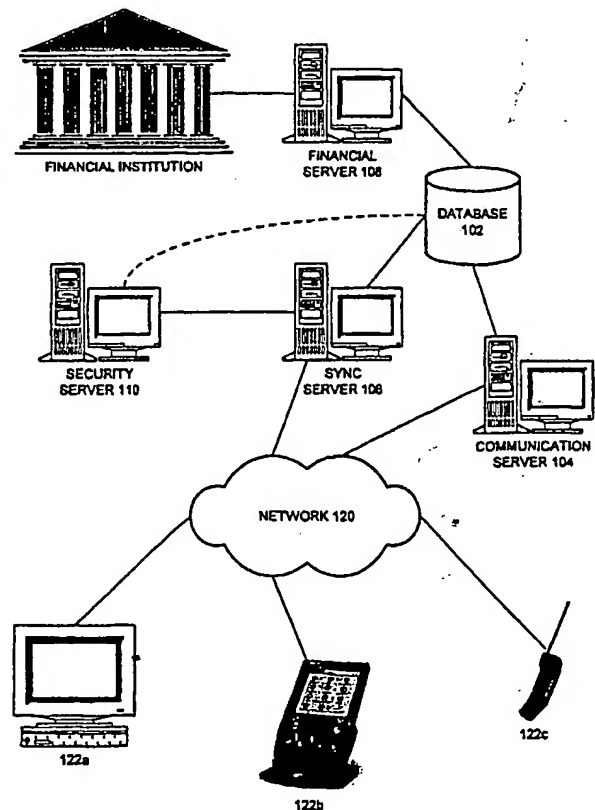 FINANCIAL INSTITUTION
FINANCIAL
SERVER 108
DATABASE
102
SECURITY
SERVER 110
SYNC
SERVER 106
COMMUNICATION
SERVER 104
NETWORK 120
122a
122b
122c